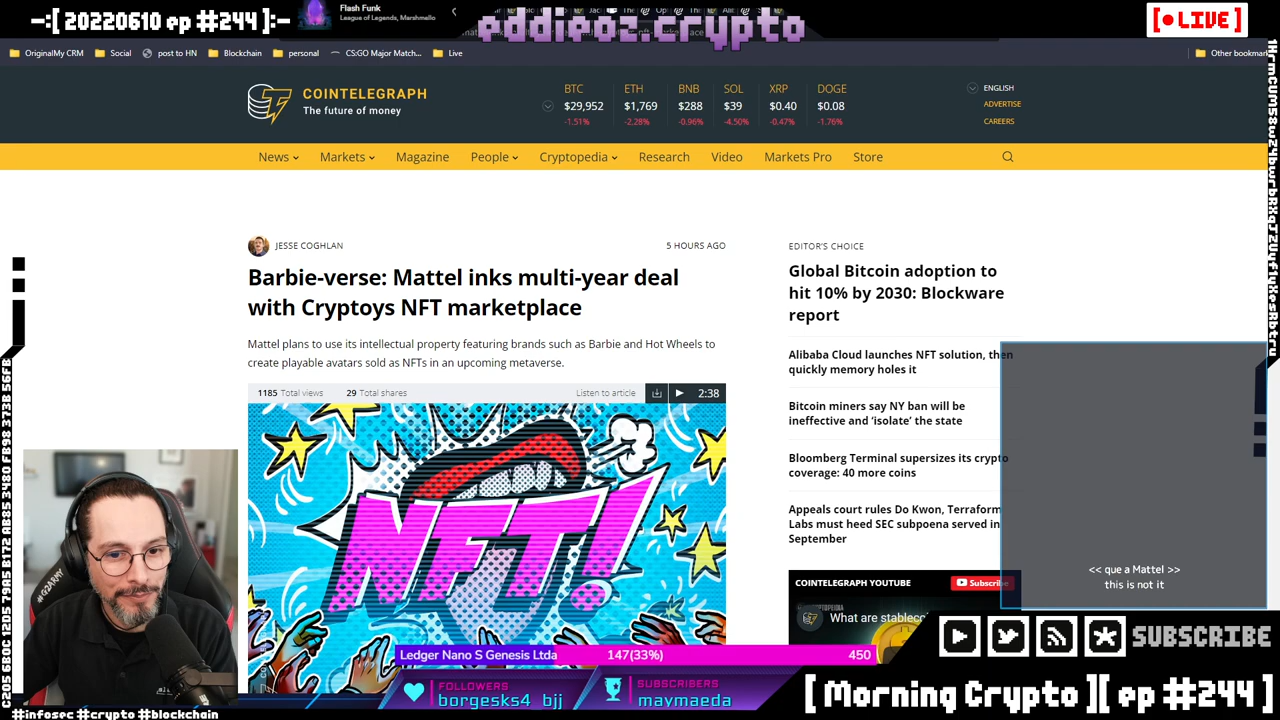 -:[ 20220610 ep #244 ]:-
Flash Funk
League of Legends, Marshmello
eddieoz.crypto
[●LIVE]
OriginalMy CRM
Social
post to HN
Blockchain
personal
CS:GO Major Match...
Live
Other bookmar
COINTELEGRAPH
The future of money
BTC ETH BNB SOL XRP DOGE
$29,952 $1,769 $288 $39 $0.40 $0.08
-1.51% -2.28% -0.96% -4.50% -0.47% -1.76%
ENGLISH
ADVERTISE
CAREERS
News Markets Magazine People Cryptopedia Research Video Markets Pro Store
JESSE COGHLAN
5 HOURS AGO
Barbie-verse: Mattel inks multi-year deal
with Cryptoys NFT marketplace
Mattel plans to use its intellectual property featuring brands such as Barbie and Hot Wheels to
create playable avatars sold as NFTs in an upcoming metaverse.
1185 Total views 29 Total shares Listen to article 2:38
NFT!
EDITOR'S CHOICE
Global Bitcoin adoption to
hit 10% by 2030: Blockware
report
Alibaba Cloud launches NFT solution, then
quickly memory holes it
Bitcoin miners say NY ban will be
ineffective and 'isolate' the state
Bloomberg Terminal supersizes its crypto
coverage: 40 more coins
Appeals court rules Do Kwon, Terraform
Labs must heed SEC subpoena served in
September
COINTELEGRAPH YOUTUBE
Subscribe
What are stableco
<< que a Mattel >>
this is not it
SUBSCRIBE
Ledger Nano S Genesis Ltda 147(33%) 450
FOLLOWERS
borgesks4_bjj
SUBSCRIBERS
maymaeda
[ Morning Crypto ][ ep #244 ]
#infosec #crypto #blockchain